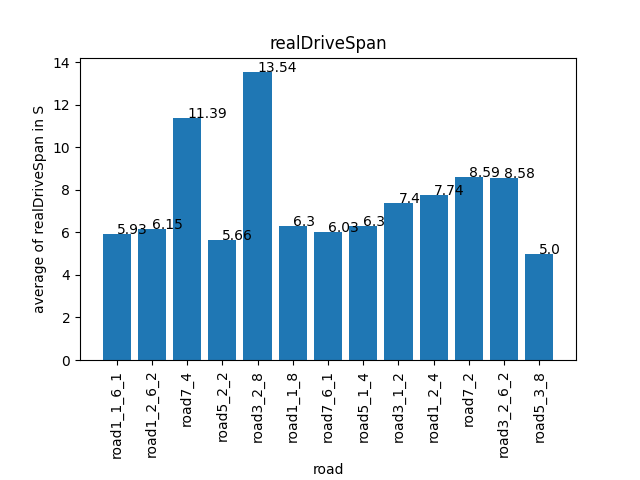 realDriveSpan
average of realDriveSpan in S
14
12
10
8
6
4
2
0
5.93
6.15
11.39
5.66
13.54
6.3
6.03
6.3
7.4
7.74
8.59
8.58
5.0
road1_1_6_1
road1_2_6_2
road7_4
road5_2_2
road3_2_8
road1_1_8
road7_6_1
road5_1_4
road3_1_2
road1_2_4
road7_2
road3_2_6_2
road5_3_8
road